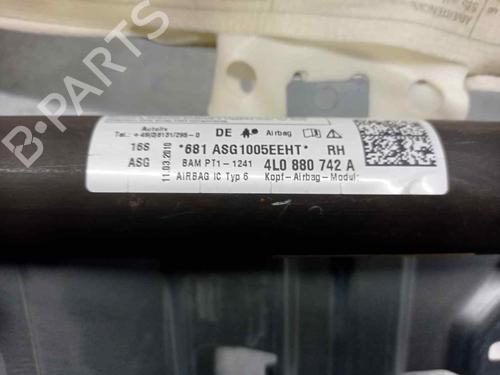 ATTENTION
Autoliv
Tel.: +49(0)8131/295-0
DE Airbag
16S *681 ASG1005EEHT* RH
ASG 11.03.2010 BAM PT1-1241 4L0 880 742 A
AIRBAG IC Typ 6 Kopf-Airbag-Modul:
B-PARTS